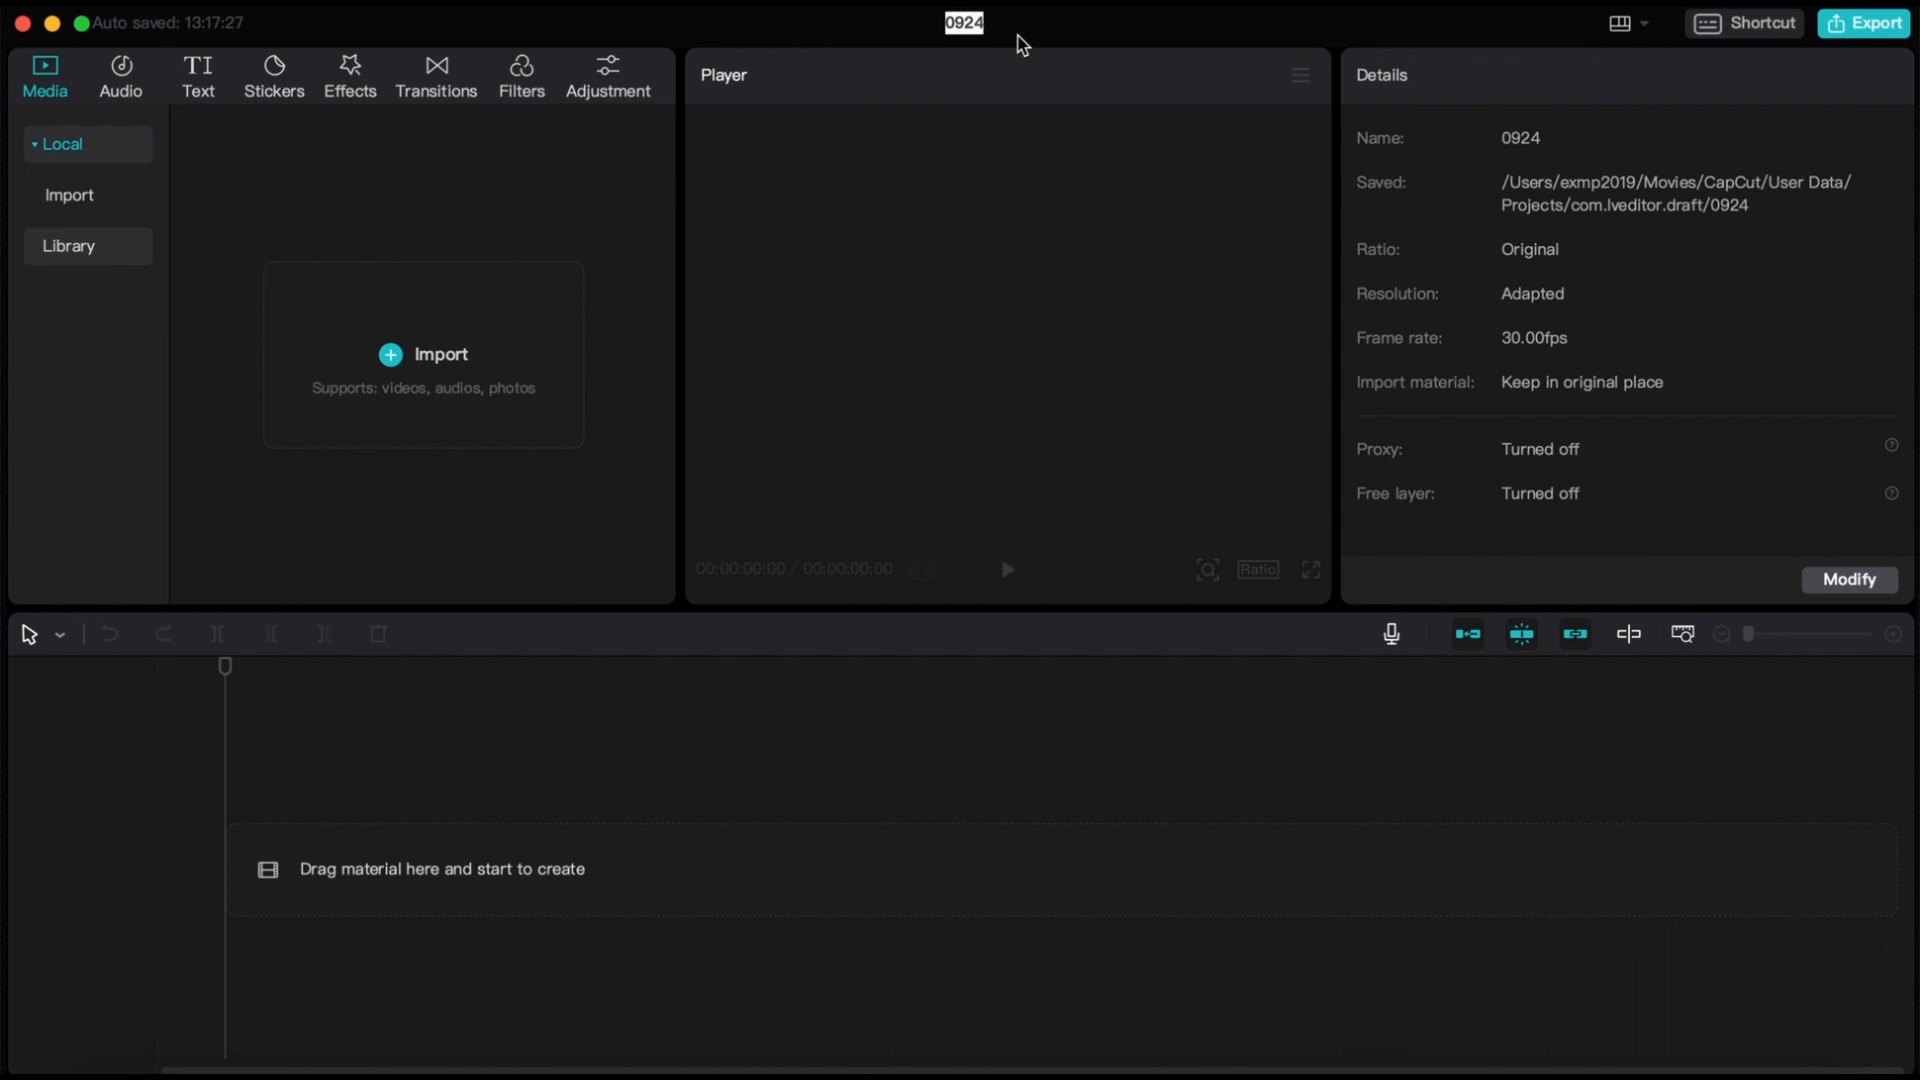 Auto saved: 13:17:27
0924
Shortcut
Export
Media
Audio
TI
Text
Stickers
Effects
Transitions
Filters
Adjustment
Local
Import
Library
Import
Supports: videos, audios, photos
Player
00:00:00:00 / 00:00:00:00
Ratio
Details
Name: 0924
Saved: /Users/exmp2019/Movies/CapCut/User Data/
Projects/com.lveditor.draft/0924
Ratio: Original
Resolution: Adapted
Frame rate: 30.00fps
Import material: Keep in original place
Proxy: Turned off
Free layer: Turned off
Modify
Drag material here and start to create